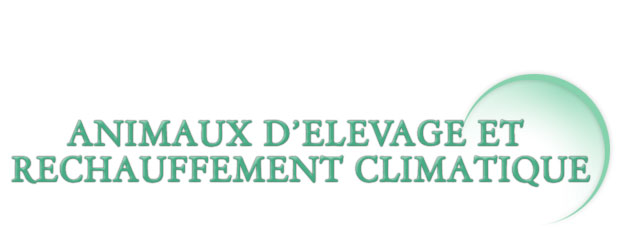 ANIMAUX D’ELEVAGE ET
RECHAUFFEMENT CLIMATIQUE